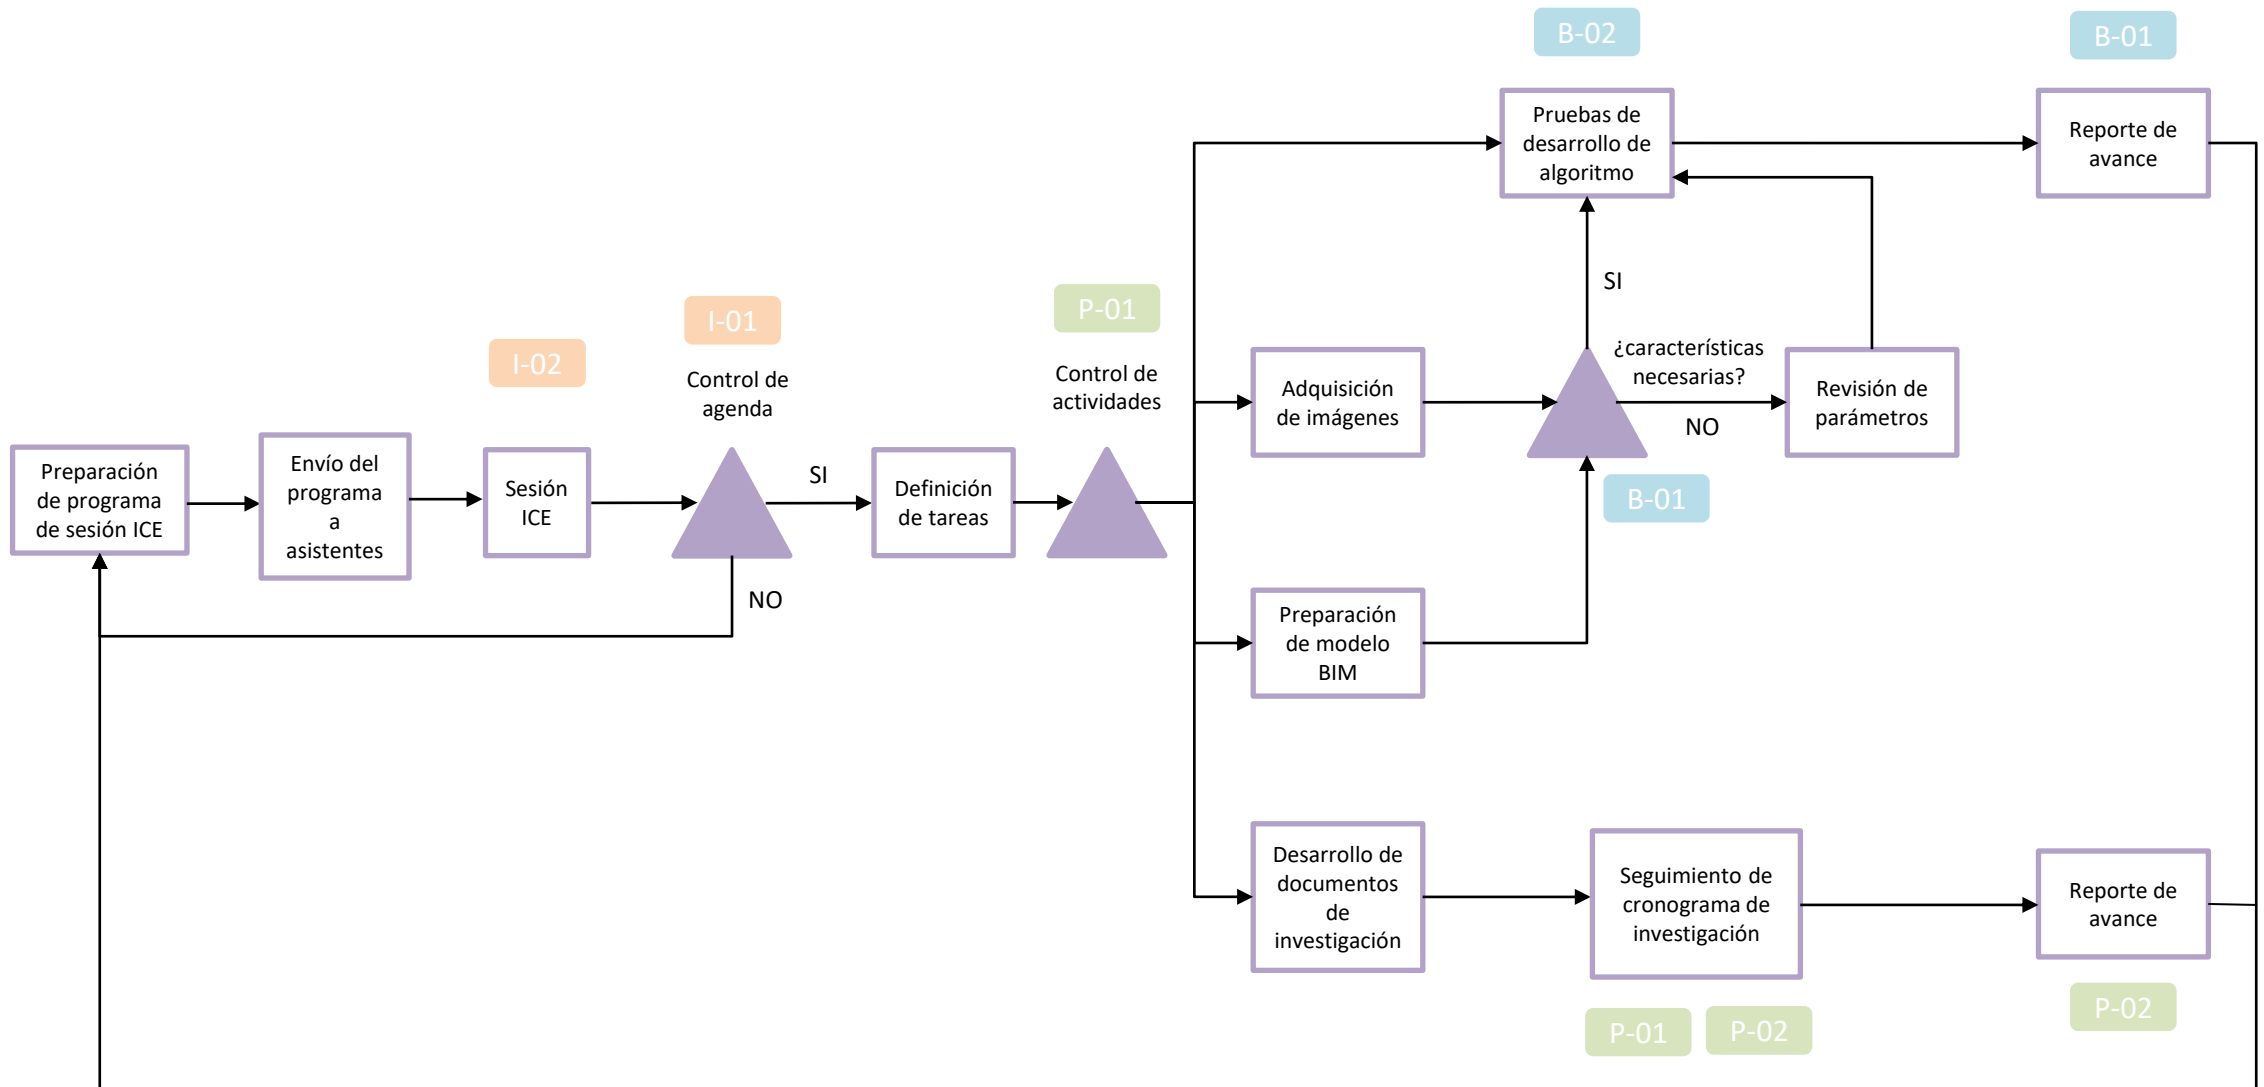 B-02
B-01
Pruebas de
desarrollo de
algoritmo
Reporte de
avance
SI
I-01
P-01
I-02
Control de
agenda
Control de
actividades
¿característícas
necesarias?
Adquisición
de imágenes
Revisión de
parámetros
NO
Preparación
de programa
de sesión ICE
Envío del
programa
a
asistentes
Sesión
ICE
SI
Definición
de tareas
B-01
NO
Preparación
de modelo
BIM
Desarrollo de
documentos
de
investigación
Seguimiento de
cronograma de
investigación
Reporte de
avance
P-01
P-02
P-02